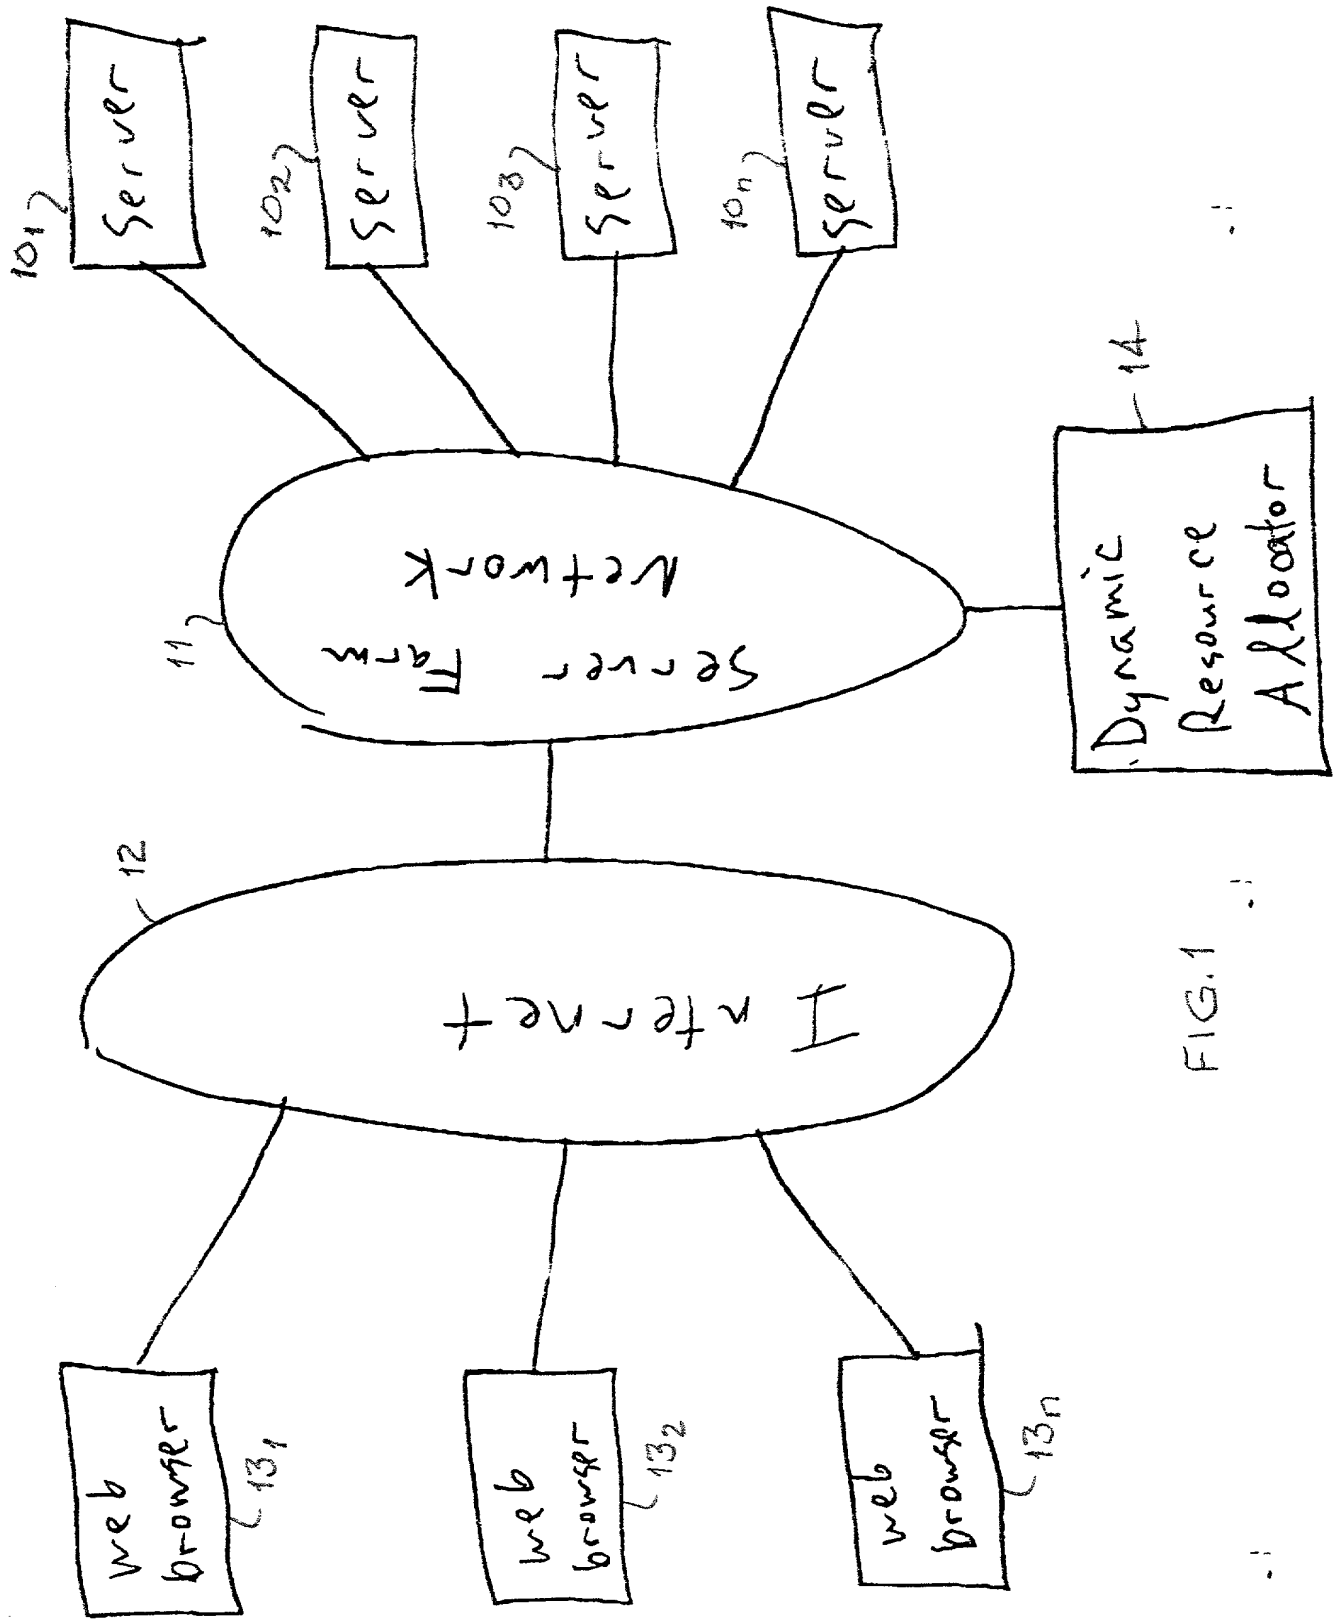 10₁
Server
10₂
Server
10₃
Server
10n
Server
11
Server Farm
Network
14
Dynamic
Resource
Allocator
12
Internet
web
browser
13₁
web
browser
13₂
web
browser
13n
FIG.1